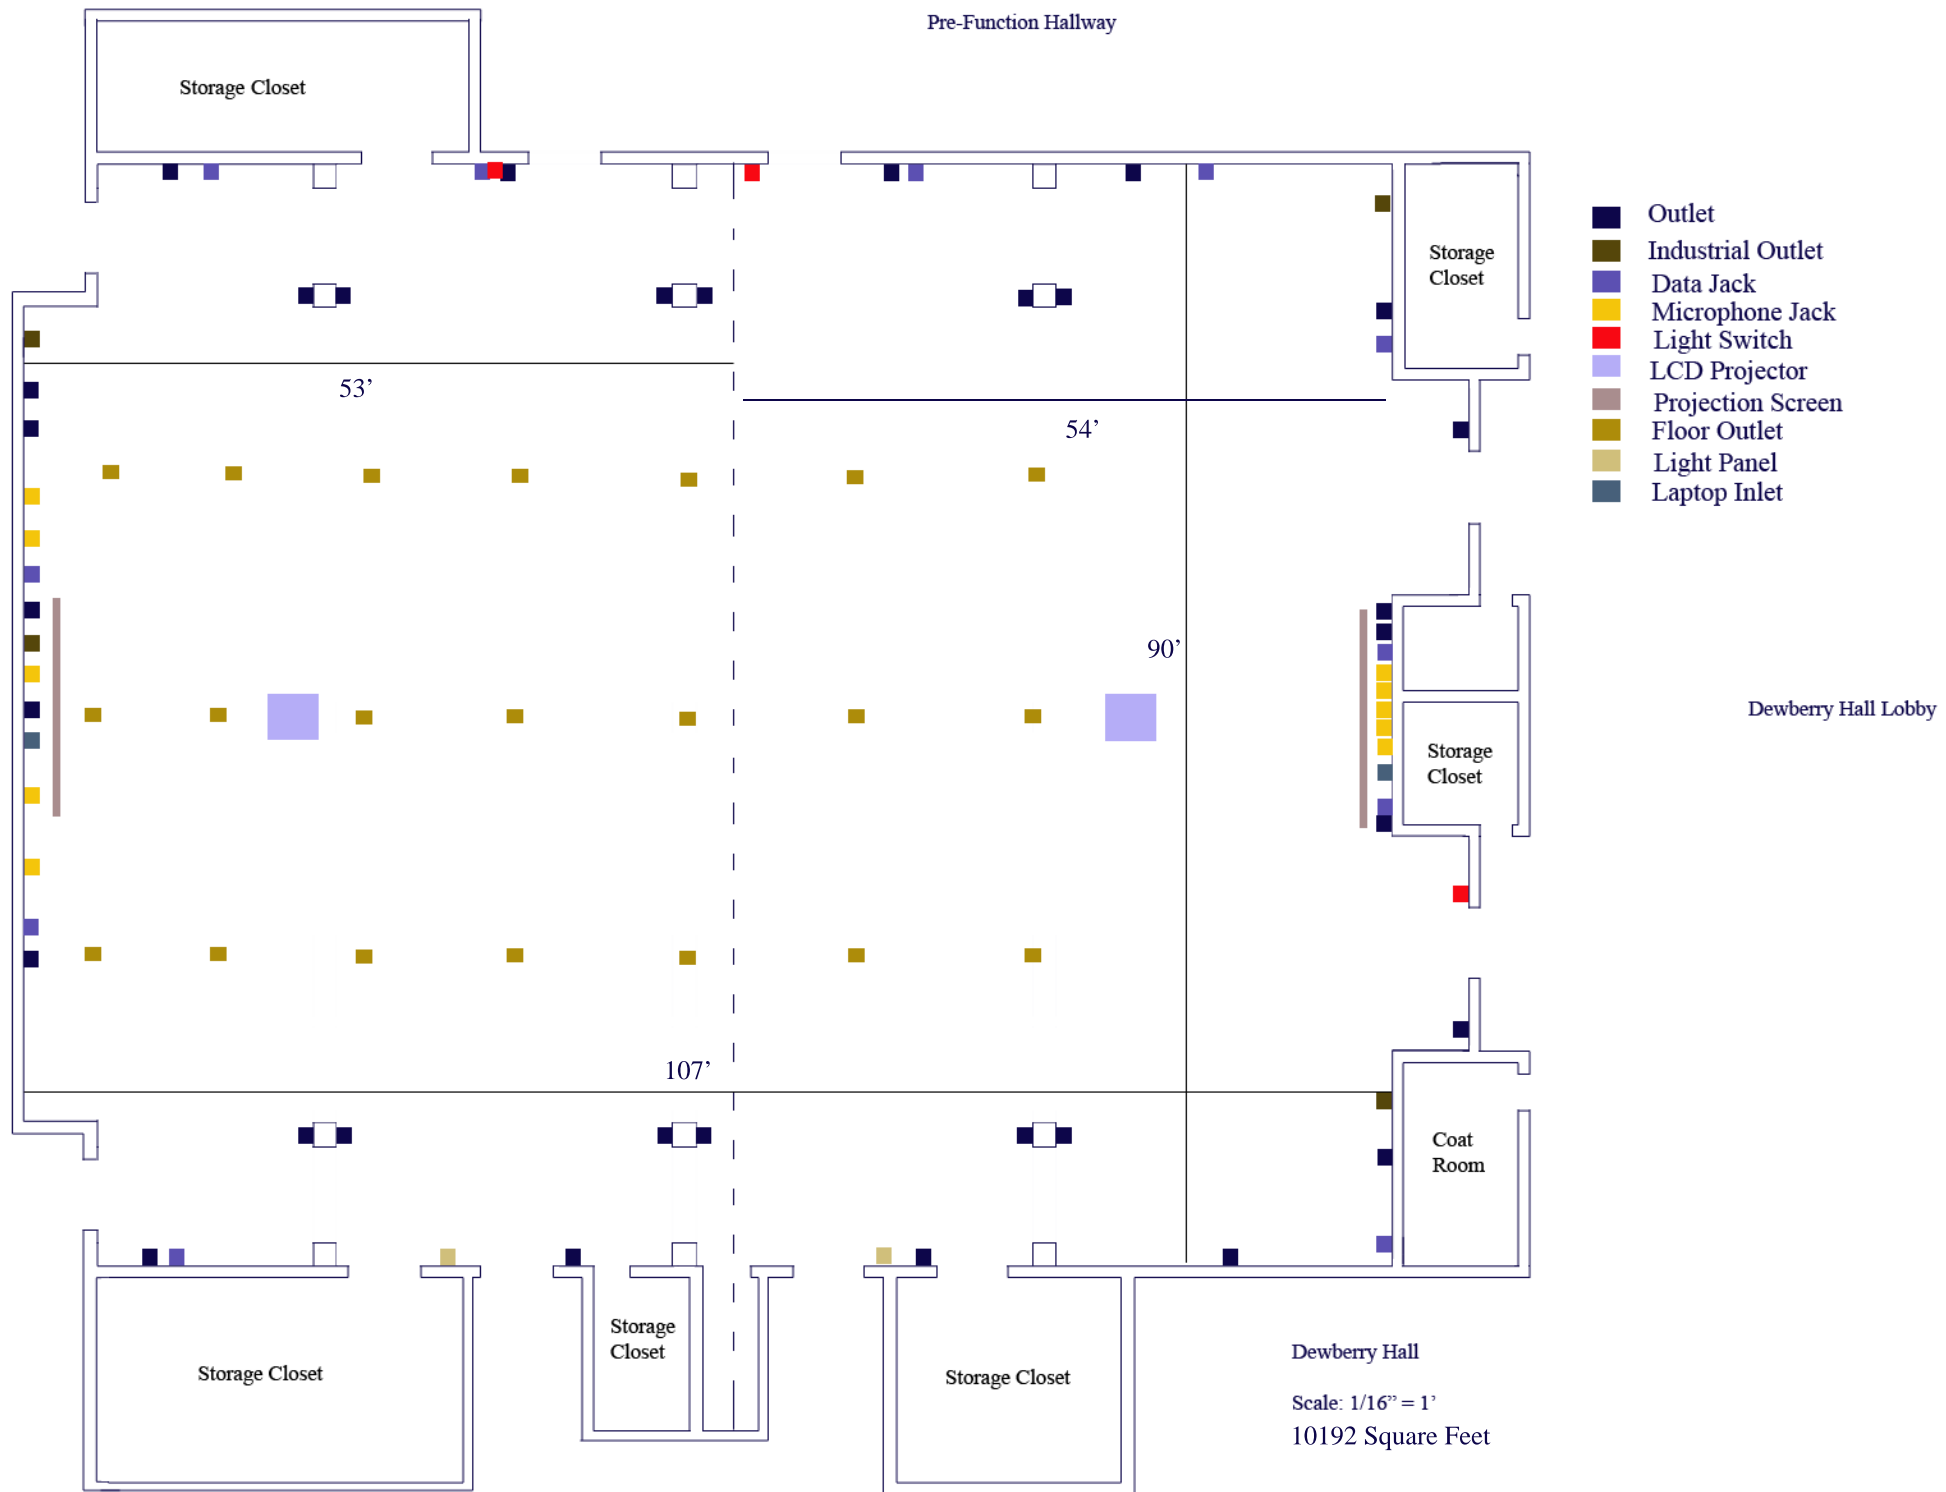 Pre-Function Hallway
Storage Closet
Outlet
Industrial Outlet
Data Jack
Microphone Jack
Light Switch
LCD Projector
Projection Screen
Floor Outlet
Light Panel
Laptop Inlet
Storage
Closet
53’
54’
90’
Dewberry Hall Lobby
Storage
Closet
107’
Coat
Room
Storage
Closet
Storage Closet
Storage Closet
Dewberry Hall
Scale: 1/16” = 1’
10192 Square Feet